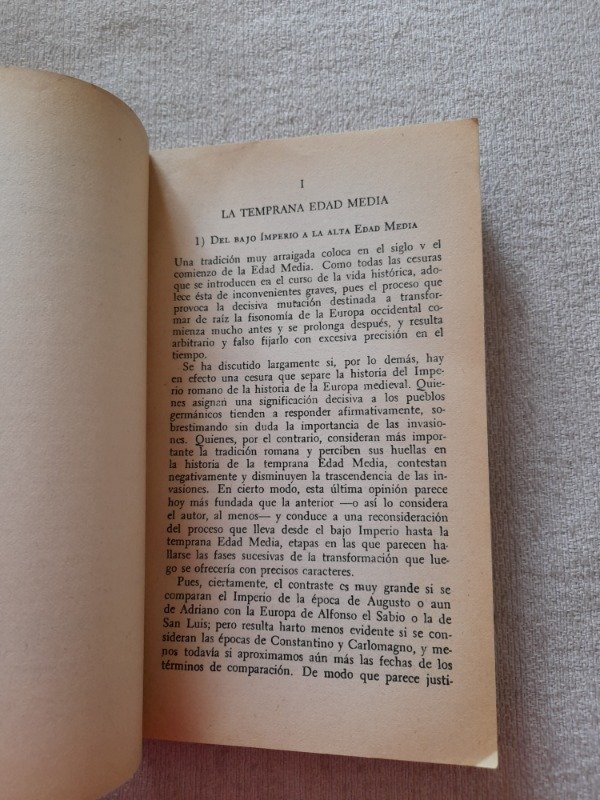 I
LA TEMPRANA EDAD MEDIA
1) DEL BAJO IMPERIO A LA ALTA EDAD MEDIA
Una tradición muy arraigada coloca en el siglo V el
comienzo de la Edad Media. Como todas las cesuras
que se introducen en el curso de la vida histórica, ado-
lece ésta de inconvenientes graves, pues el proceso que
provoca la decisiva mutación destinada a transfor-
mar de raíz la fisonomía de la Europa occidental co-
mienza mucho antes y se prolonga después, y resulta
arbitrario y falso fijarlo con excesiva precisión en el
tiempo.
Se ha discutido largamente si, por lo demás, hay
en efecto una cesura que separe la historia del Impe-
rio romano de la historia de la Europa medieval. Quie-
nes asignan una significación decisiva a los pueblos
germánicos tienden a responder afirmativamente, so-
brestimando sin duda la importancia de las invasio-
nes. Quienes, por el contrario, consideran más impor-
tante la tradición romana y perciben sus huellas en
la historia de la temprana Edad Media, contestan
negativamente y disminuyen la trascendencia de las in-
vasiones. En cierto modo, esta última opinión parece
hoy más fundada que la anterior —o así lo considera
el autor, al menos— y conduce a una reconsideración
del proceso que lleva desde el bajo Imperio hasta la
temprana Edad Media, etapas en las que parecen ha-
llarse las fases sucesivas de la transformación que lue-
go se ofrecería con precisos caracteres.
Pues, ciertamente, el contraste es muy grande si se
comparan el Imperio de la época de Augusto o aun
de Adriano con la Europa de Alfonso el Sabio o la de
San Luis; pero resulta harto menos evidente si se con-
sideran las épocas de Constantino y Carlomagno, y me-
nos todavía si aproximamos aún más las fechas de los
términos de comparación. De modo que parece justi-